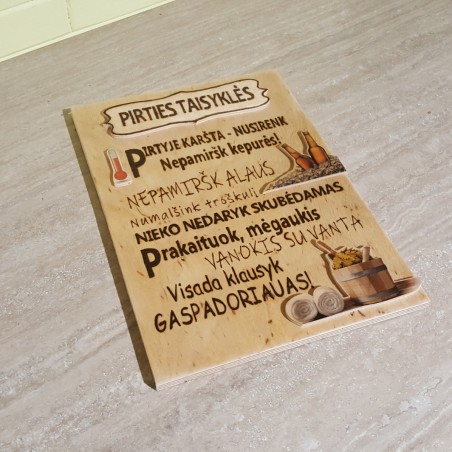 PIRTIES TAISYKLĖS
PIRTYJE KARŠTA - NUSIRENK
Nepamiršk kepurės!
NEPAMIRŠK ALAUS
Numalšink troškulį
NIEKO NEDARYK SKUBĖDAMAS
Prakaituok, mėgaukis
VANOKIS SU VANTA
Visada klausyk
GASPADORIAUS!